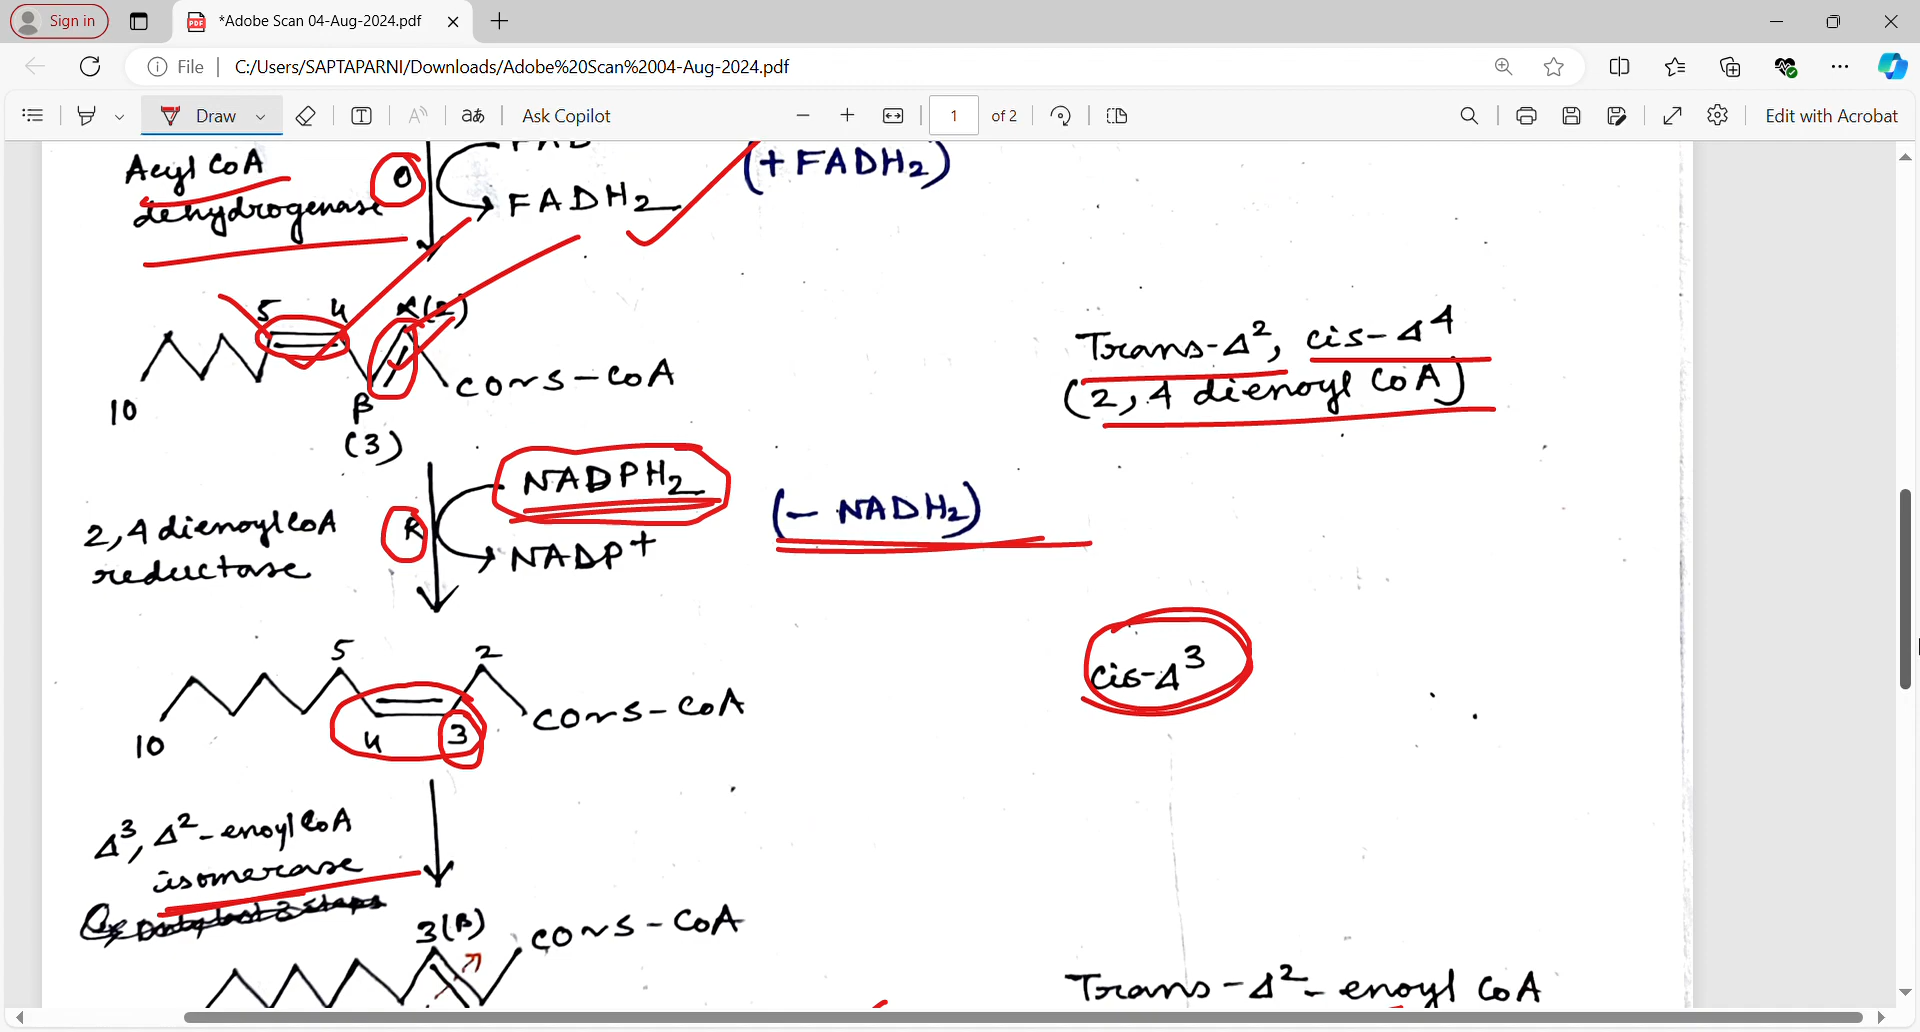 Sign in
*Adobe Scan 04-Aug-2024.pdf
File
C:/Users/SAPTAPARNI/Downloads/Adobe%20Scan%2004-Aug-2024.pdf
Draw
Ask Copilot
1
of 2
Edit with Acrobat
Acyl CoA
dehydrogenase
O
FAD
FADH2
(+ FADH2)
5
4
α(2)
10
β
(3)
CO~S-CoA
Trans-Δ2, cis-Δ4
(2,4 dienoyl CoA)
2,4 dienoyl CoA
reductase
R
NADPH2
NADP+
(- NADH2)
5
2
10
4
3
CO~S-CoA
cis-Δ3
Δ3, Δ2-enoyl CoA
isomerase
3(β)
CO~S-CoA
Trans-Δ2-enoyl CoA